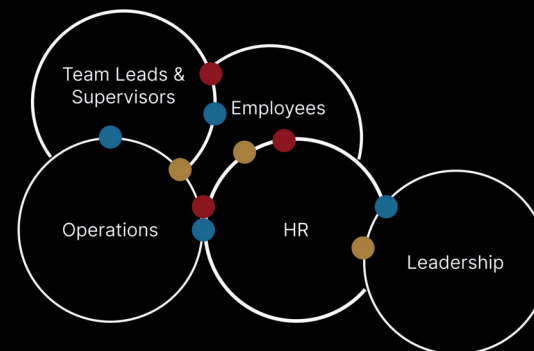 Team Leads &
Supervisors
Employees
Operations
HR
Leadership